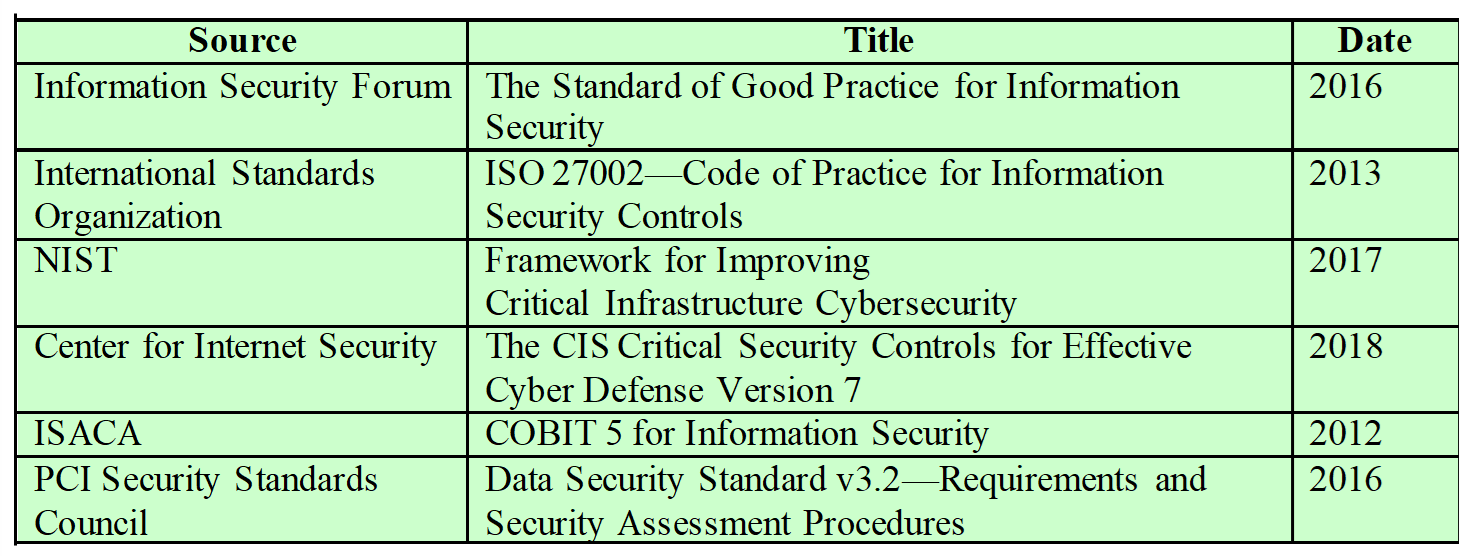 Source Title Date
Information Security Forum The Standard of Good Practice for Information 2016
Security
International Standards ISO 27002—Code of Practice for Information 2013
Organization Security Controls
NIST Framework for Improving 2017
Critical Infrastructure Cybersecurity
Center for Internet Security The CIS Critical Security Controls for Effective 2018
Cyber Defense Version 7
ISACA COBIT 5 for Information Security 2012
PCI Security Standards Data Security Standard v3.2—Requirements and 2016
Council Security Assessment Procedures